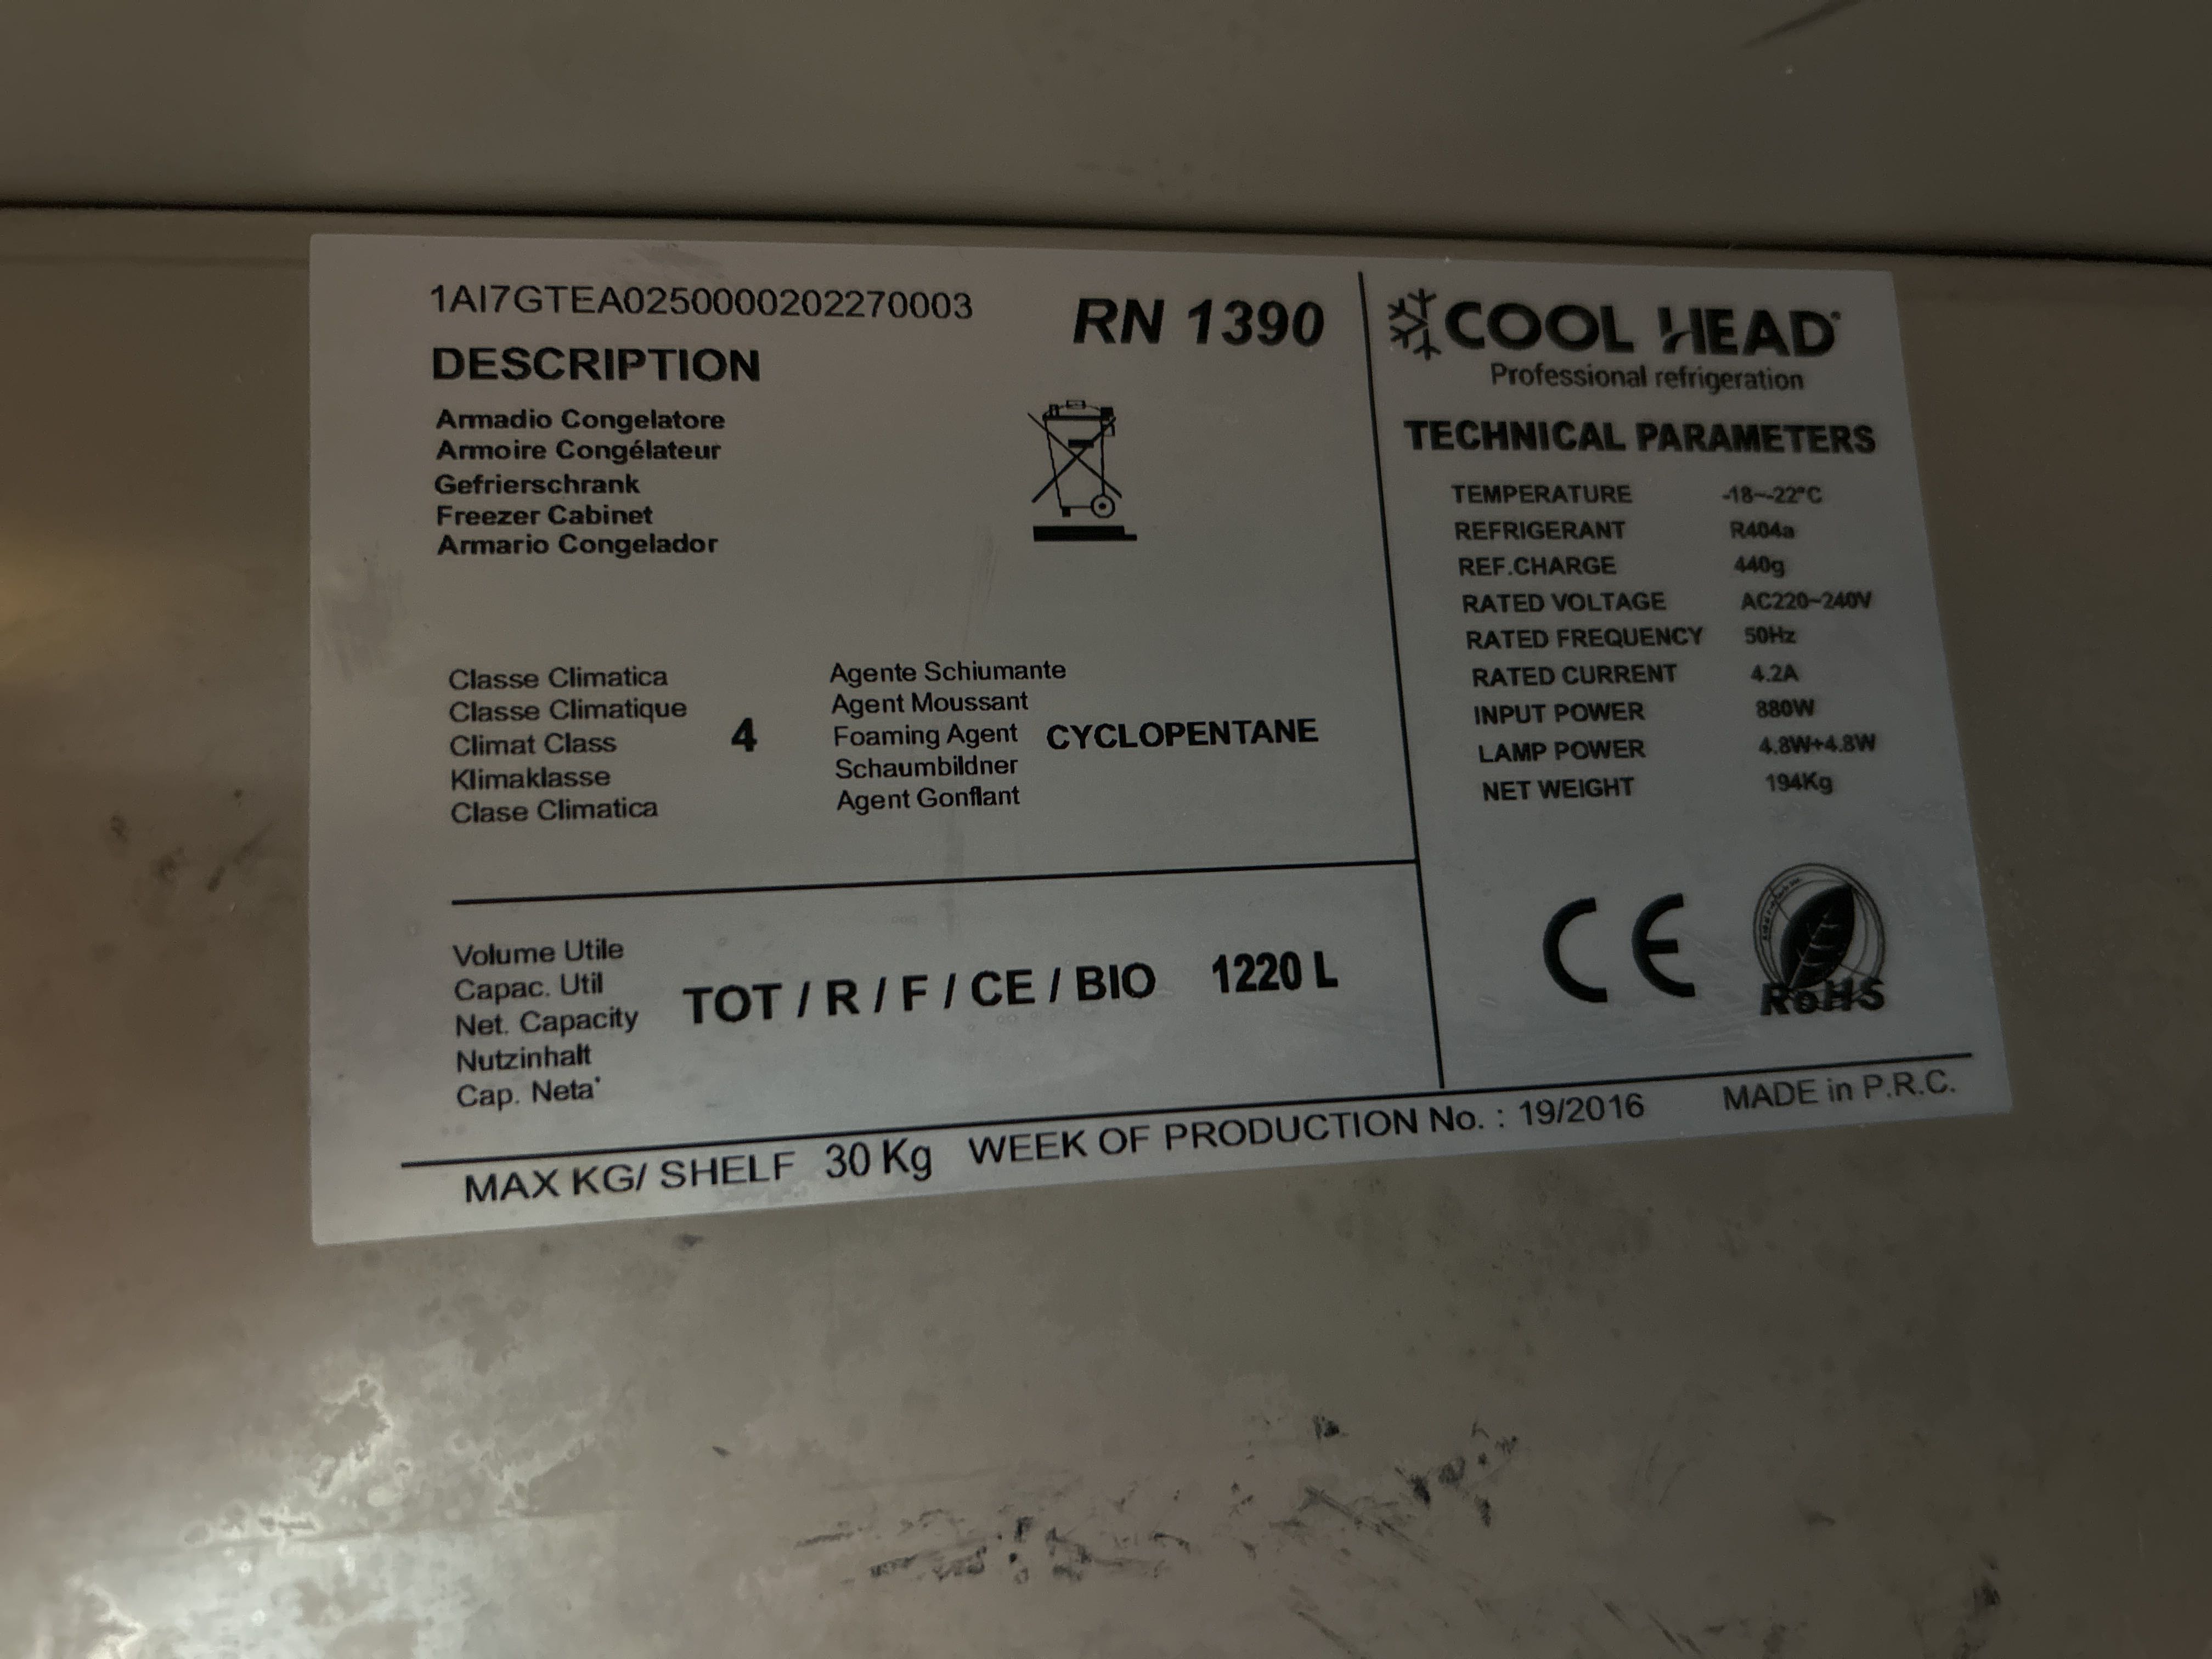 1AI7GTEA0250000202270003
RN 1390
DESCRIPTION
Armadio Congelatore
Armoire Congélateur
Gefrierschrank
Freezer Cabinet
Armario Congelador
Classe Climatica
Classe Climatique
Climat Class
Klimaklasse
Clase Climatica
4
Agente Schiumante
Agent Moussant
Foaming Agent
Schaumbildner
Agent Gonflant
CYCLOPENTANE
Volume Utile
Capac. Util
Net. Capacity
Nutzinhalt
Cap. Neta'
TOT / R / F / CE / BIO 1220 L
COOL HEAD®
Professional refrigeration
TECHNICAL PARAMETERS
TEMPERATURE -18~-22°C
REFRIGERANT R404a
REF.CHARGE 440g
RATED VOLTAGE AC220~240V
RATED FREQUENCY 50Hz
RATED CURRENT 4.2A
INPUT POWER 880W
LAMP POWER 4.8W+4.8W
NET WEIGHT 194Kg
CE
RoHS
MAX KG/ SHELF 30 Kg WEEK OF PRODUCTION No. : 19/2016 MADE in P.R.C.